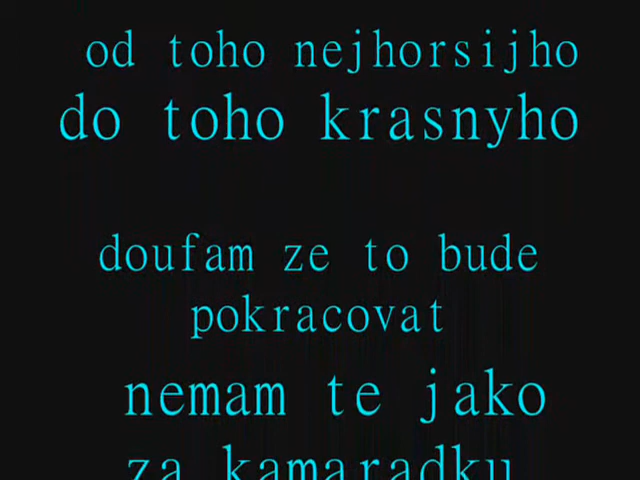 od toho nejhorsijho
do toho krasnyho
doufam ze to bude
pokracovat
nemam te jako
za kamaradku